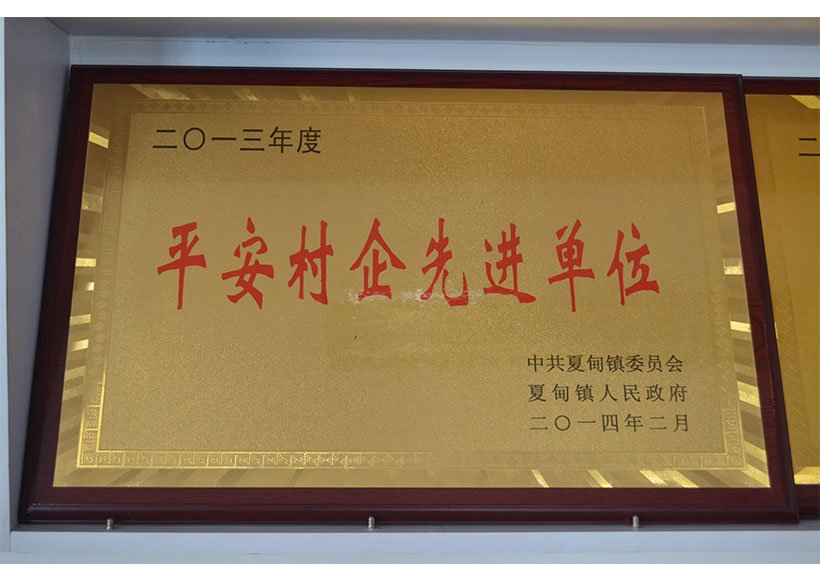 二〇一三年度
平安村企先进单位
中共夏甸镇委员会
夏甸镇人民政府
二〇一四年二月
二